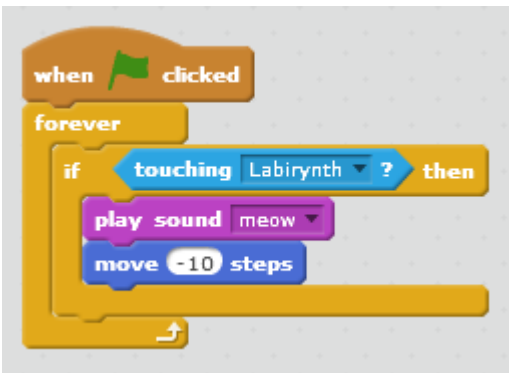 when clicked
forever
if touching Labirynth ? then
play sound meow
move -10 steps